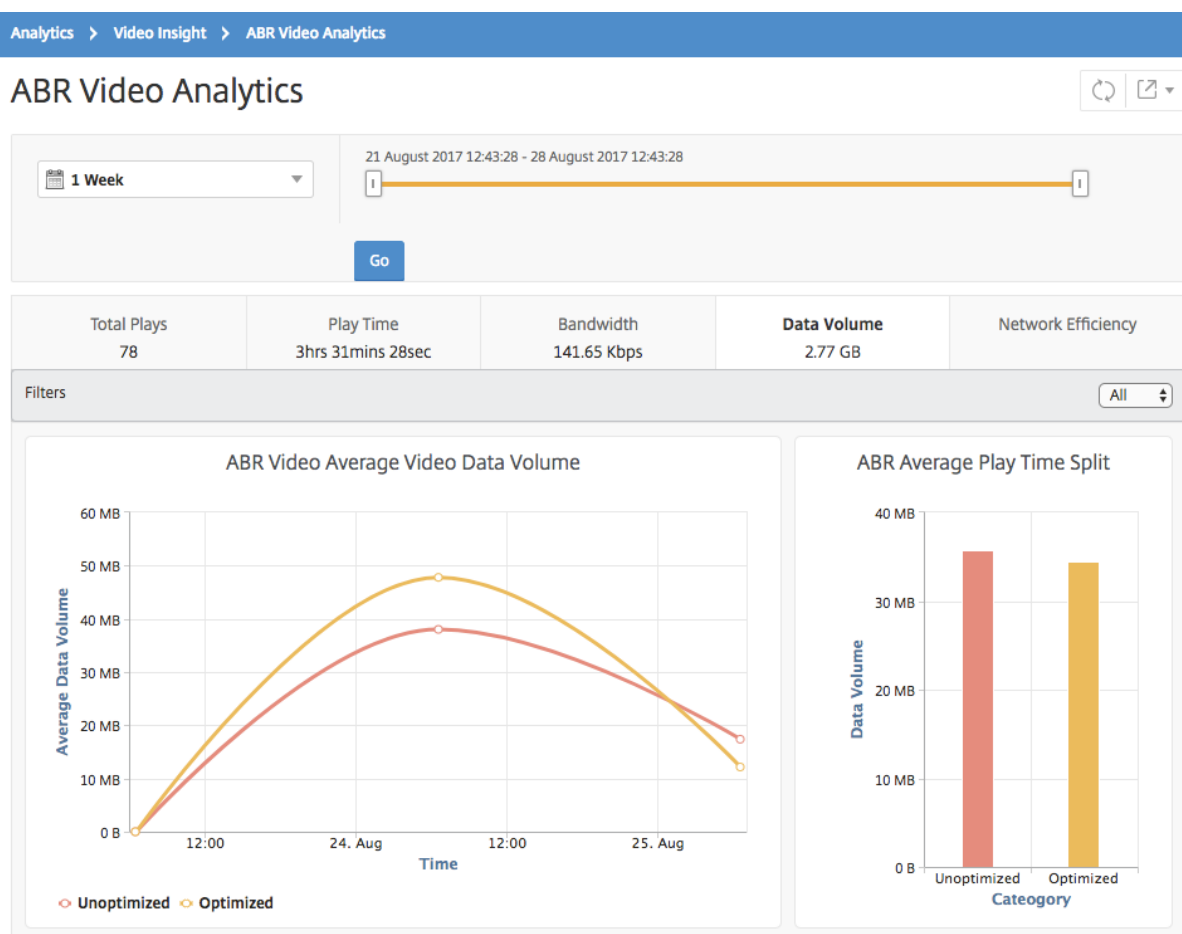 Analytics > Video Insight > ABR Video Analytics
ABR Video Analytics
1 Week
21 August 2017 12:43:28 - 28 August 2017 12:43:28
Go
Total Plays
78
Play Time
3hrs 31mins 28sec
Bandwidth
141.65 Kbps
Data Volume
2.77 GB
Network Efficiency
Filters
All
ABR Video Average Video Data Volume
60 MB
50 MB
40 MB
30 MB
20 MB
10 MB
0 B
Average Data Volume
12:00
24. Aug
12:00
25. Aug
Time
Unoptimized
Optimized
ABR Average Play Time Split
40 MB
30 MB
20 MB
10 MB
0 B
Data Volume
Unoptimized
Optimized
Cateogory